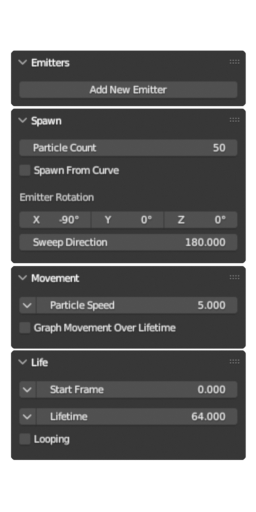 Emitters
Add New Emitter
Spawn
Particle Count 50
Spawn From Curve
Emitter Rotation
X -90° Y 0° Z 0°
Sweep Direction 180.000
Movement
Particle Speed 5.000
Graph Movement Over Lifetime
Life
Start Frame 0.000
Lifetime 64.000
Looping